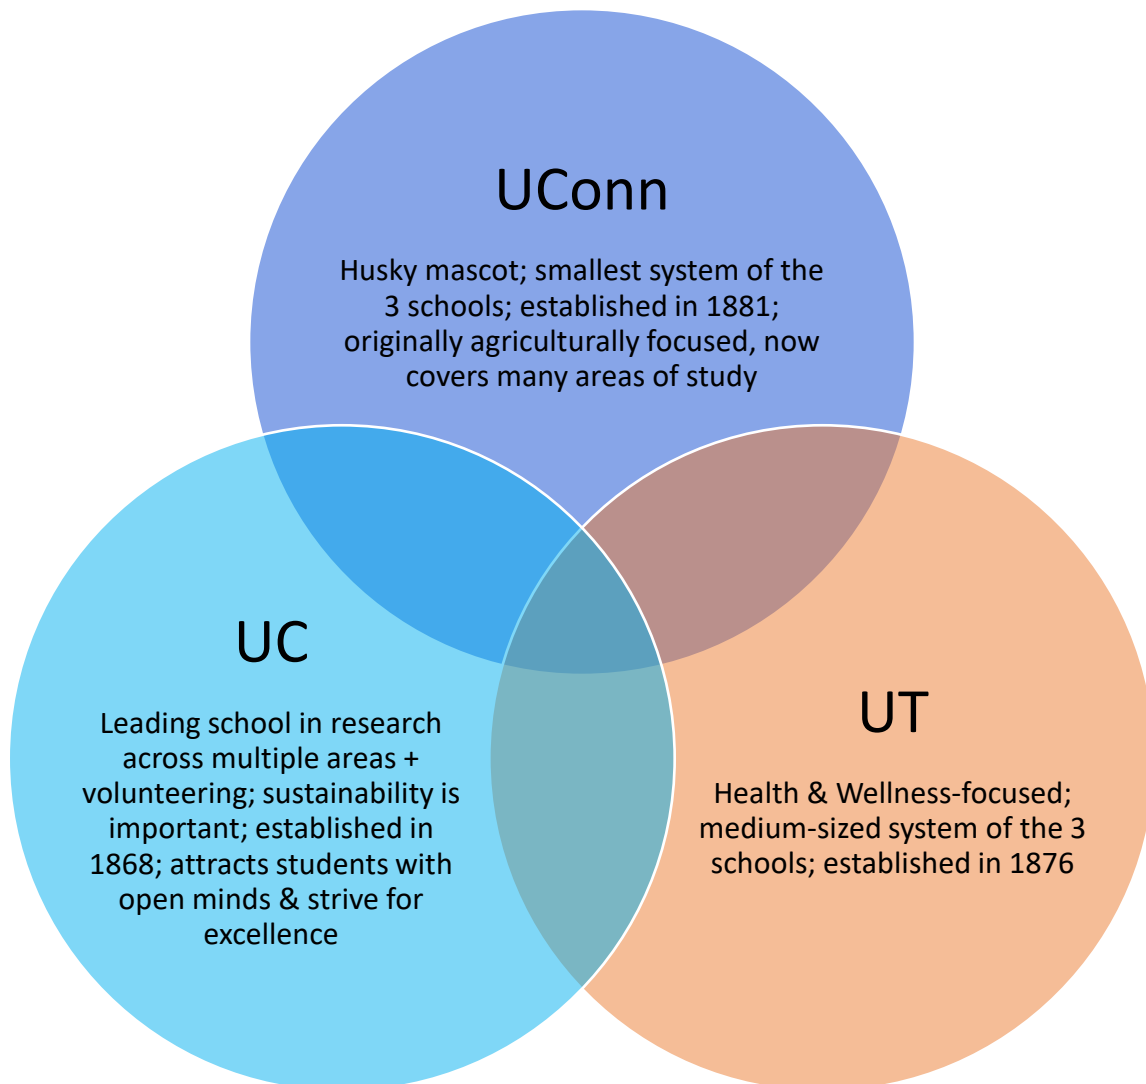 UConn
Husky mascot; smallest system of the
3 schools; established in 1881;
originally agriculturally focused, now
covers many areas of study
UC
Leading school in research
across multiple areas +
volunteering; sustainability is
important; established in
1868; attracts students with
open minds & strive for
excellence
UT
Health & Wellness-focused;
medium-sized system of the 3
schools; established in 1876